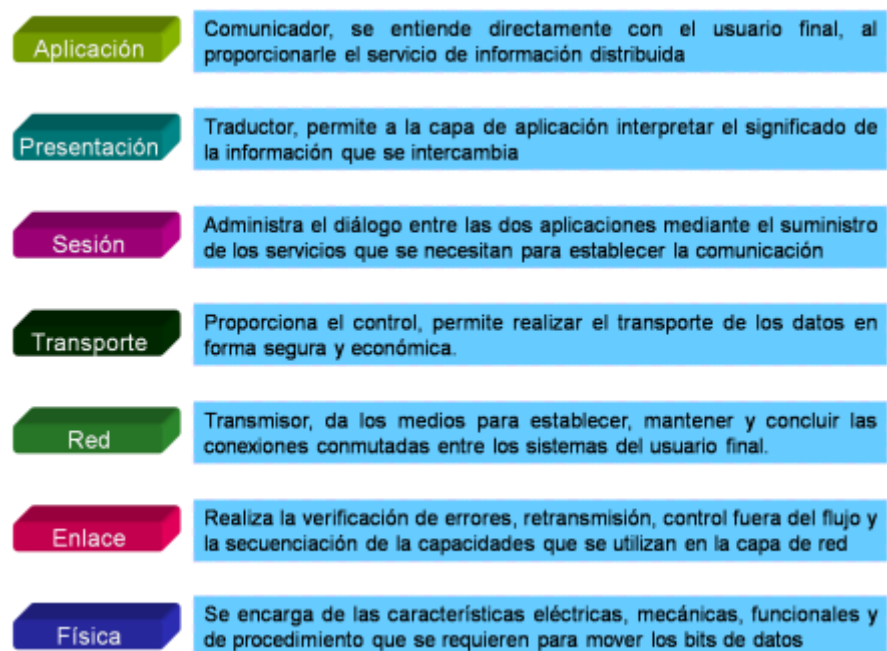 Aplicación
Comunicador, se entiende directamente con el usuario final, al
proporcionarle el servicio de información distribuida
Presentación
Traductor, permite a la capa de aplicación interpretar el significado de
la información que se intercambia
Sesión
Administra el diálogo entre las dos aplicaciones mediante el suministro
de los servicios que se necesitan para establecer la comunicación
Transporte
Proporciona el control, permite realizar el transporte de los datos en
forma segura y económica.
Red
Transmisor, da los medios para establecer, mantener y concluir las
conexiones conmutadas entre los sistemas del usuario final.
Enlace
Realiza la verificación de errores, retransmisión, control fuera del flujo y
la secuenciación de la capacidades que se utilizan en la capa de red
Física
Se encarga de las características eléctricas, mecánicas, funcionales y
de procedimiento que se requieren para mover los bits de datos